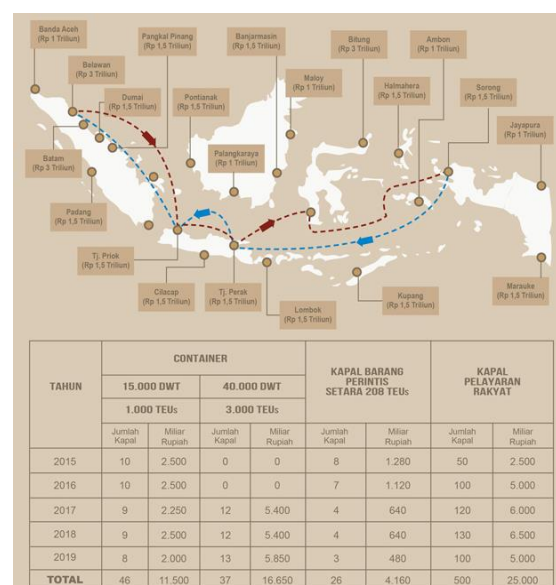 Banda Aceh
(Rp 1 Triliun)
Belawan
(Rp 3 Triliun)
Dumai
(Rp 1,5 Triliun)
Pangkal Pinang
(Rp 1,5 Triliun)
Banjarmasin
(Rp 1,5 Triliun)
Bitung
(Rp 3 Triliun)
Ambon
(Rp 1 Triliun)
Pontianak
(Rp 1,5 Triliun)
Maloy
(Rp 1 Triliun)
Halmahera
(Rp 1,5 Triliun)
Sorong
(Rp 1,5 Triliun)
Jayapura
(Rp 1 Triliun)
Batam
(Rp 3 Triliun)
Palangkaraya
(Rp 1 Triliun)
Padang
(Rp 1,5 Triliun)
Tj. Priok
(Rp 1,5 Triliun)
Cilacap
(Rp 1,5 Triliun)
Tj. Perak
(Rp 1,5 Triliun)
Lombok
(Rp 1,5 Triliun)
Kupang
(Rp 1,5 Triliun)
Marauke
(Rp 1,5 Triliun)
TAHUN
CONTAINER
KAPAL BARANG
PERINTIS
SETARA 208 TEUs
KAPAL
PELAYARAN
RAKYAT
15.000 DWT 40.000 DWT
1.000 TEUs 3.000 TEUs
Jumlah Kapal Miliar Rupiah Jumlah Kapal Miliar Rupiah Jumlah Kapal Miliar Rupiah Jumlah Kapal Miliar Rupiah
2015 10 2.500 0 0 8 1.280 50 2.500
2016 10 2.500 0 0 7 1.120 100 5.000
2017 9 2.250 12 5.400 4 640 120 6.000
2018 9 2.500 12 5.400 4 640 130 6.500
2019 8 2.000 13 5.850 3 480 100 5.000
TOTAL 46 11.500 37 16.650 26 4.160 500 25.000